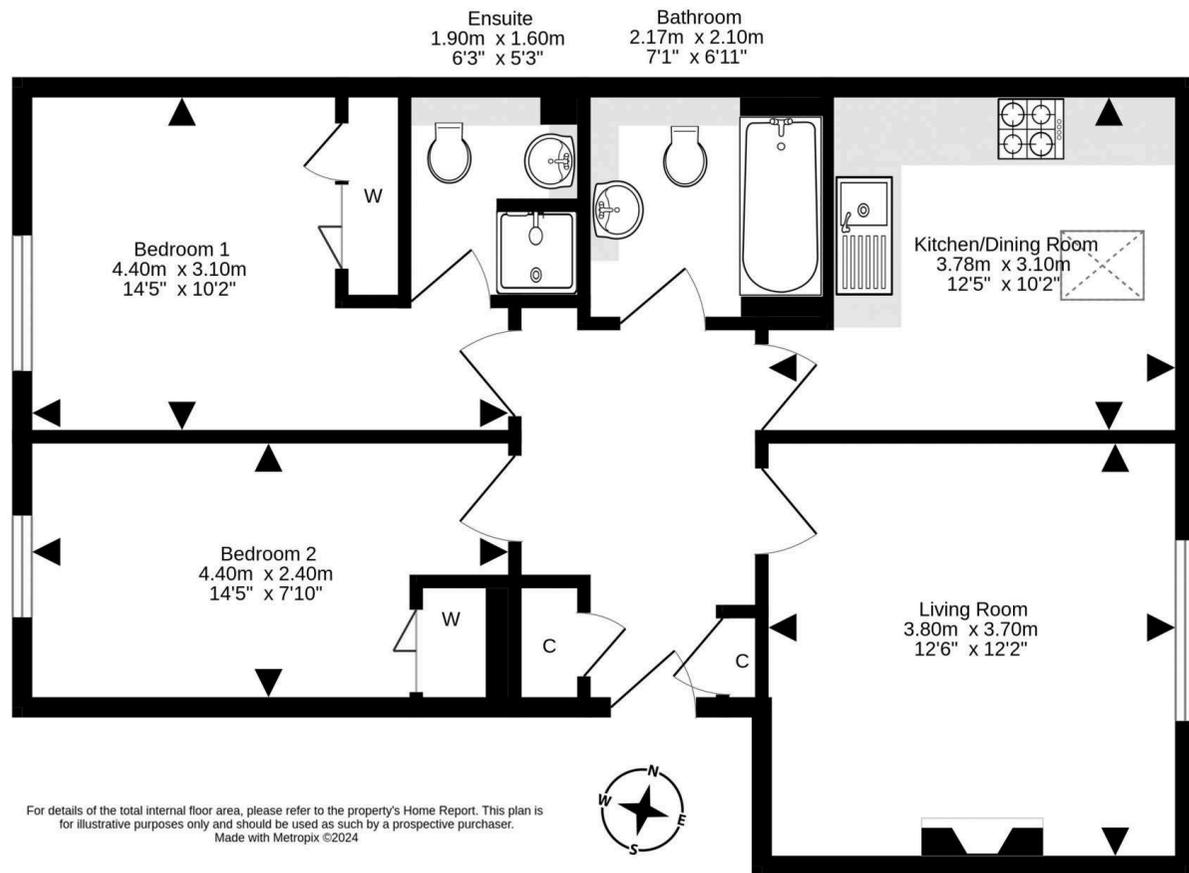 Ensuite
1.90m x 1.60m
6'3" x 5'3"
Bathroom
2.17m x 2.10m
7'1" x 6'11"
W
Bedroom 1
4.40m x 3.10m
14'5" x 10'2"
Kitchen/Dining Room
3.78m x 3.10m
12'5" x 10'2"
Bedroom 2
4.40m x 2.40m
14'5" x 7'10"
W
C
C
Living Room
3.80m x 3.70m
12'6" x 12'2"
N
W
E
S
For details of the total internal floor area, please refer to the property's Home Report. This plan is
for illustrative purposes only and should be used as such by a prospective purchaser.
Made with Metropix ©2024